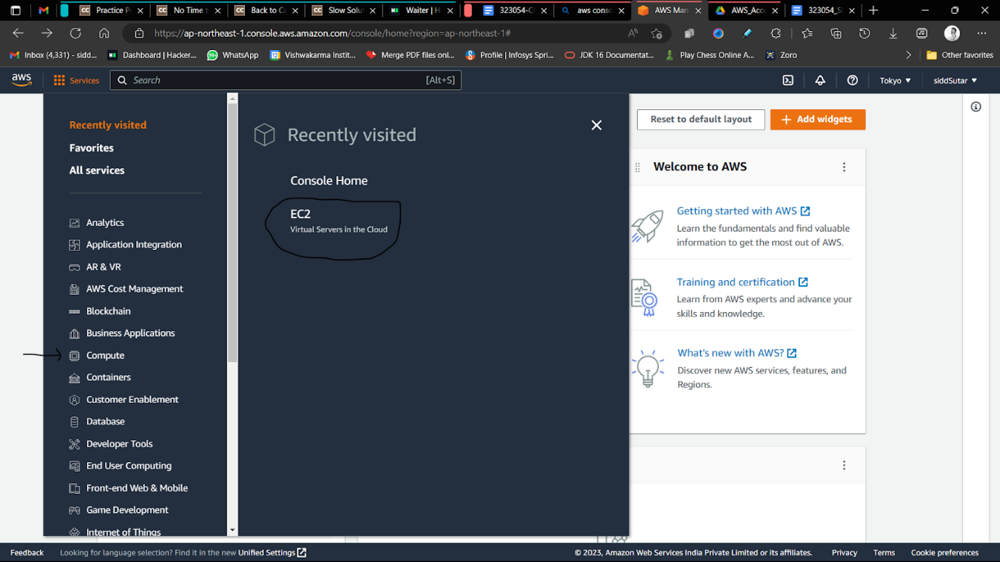 Practice P
No Time t
Back to Ca
Slow Solut
Waiter | H
323054-C
aws conso
AWS Man
AWS_Acc
323054_S
https://ap-northeast-1.console.aws.amazon.com/console/home?region=ap-northeast-1#
Inbox (4,331) - sidd...
Dashboard | Hacker...
WhatsApp
Vishwakarma Instit...
Merge PDF files onl...
Profile | Infosys Spri...
JDK 16 Documentat...
Play Chess Online A...
Zoro
Other favorites
aws
Services
Search
[Alt+S]
Tokyo
siddSutar
Recently visited
Favorites
All services
Analytics
Application Integration
AR & VR
AWS Cost Management
Blockchain
Business Applications
Compute
Containers
Customer Enablement
Database
Developer Tools
End User Computing
Front-end Web & Mobile
Game Development
Internet of Things
Recently visited
Console Home
EC2
Virtual Servers in the Cloud
Reset to default layout
Add widgets
Welcome to AWS
Getting started with AWS
Learn the fundamentals and find valuable
information to get the most out of AWS.
Training and certification
Learn from AWS experts and advance your
skills and knowledge.
What's new with AWS?
Discover new AWS services, features, and
Regions.
Feedback
Looking for language selection? Find it in the new Unified Settings
© 2023, Amazon Web Services India Private Limited or its affiliates.
Privacy
Terms
Cookie preferences